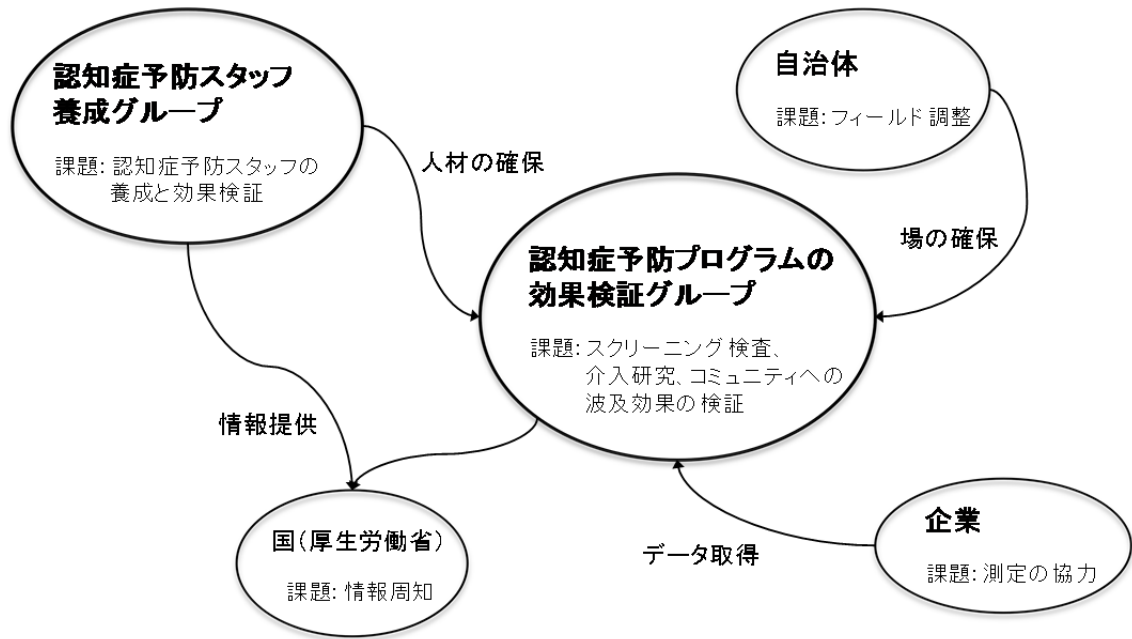 認知症予防スタッフ
養成グループ
課題：認知症予防スタッフの
養成と効果検証
自治体
課題：フィールド調整
人材の確保
場の確保
認知症予防プログラムの
効果検証グループ
課題：スクリーニング検査、
介入研究、コミュニティへの
波及効果の検証
情報提供
国（厚生労働省）
課題：情報周知
データ取得
企業
課題：測定の協力